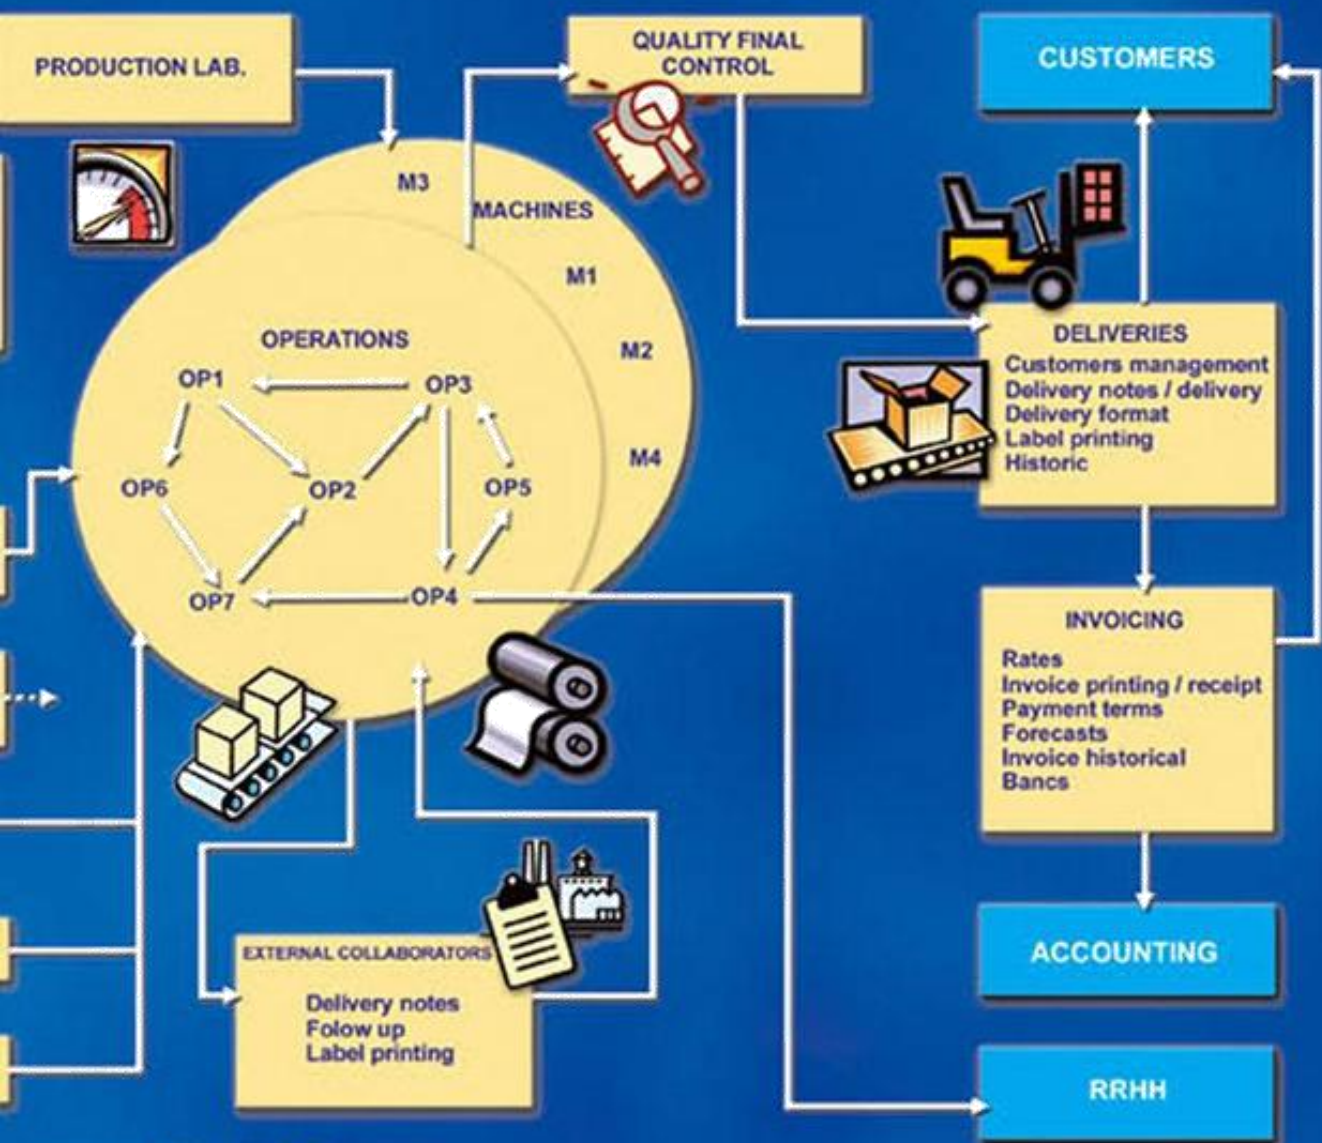 PRODUCTION LAB.
QUALITY FINAL
CONTROL
CUSTOMERS
M3
MACHINES
M1
M2
M4
OPERATIONS
OP1
OP3
OP6
OP2
OP5
OP7
OP4
DELIVERIES
Customers management
Delivery notes / delivery
Delivery format
Label printing
Historic
INVOICING
Rates
Invoice printing / receipt
Payment terms
Forecasts
Invoice historical
Bancs
EXTERNAL COLLABORATORS
Delivery notes
Folow up
Label printing
ACCOUNTING
RRHH